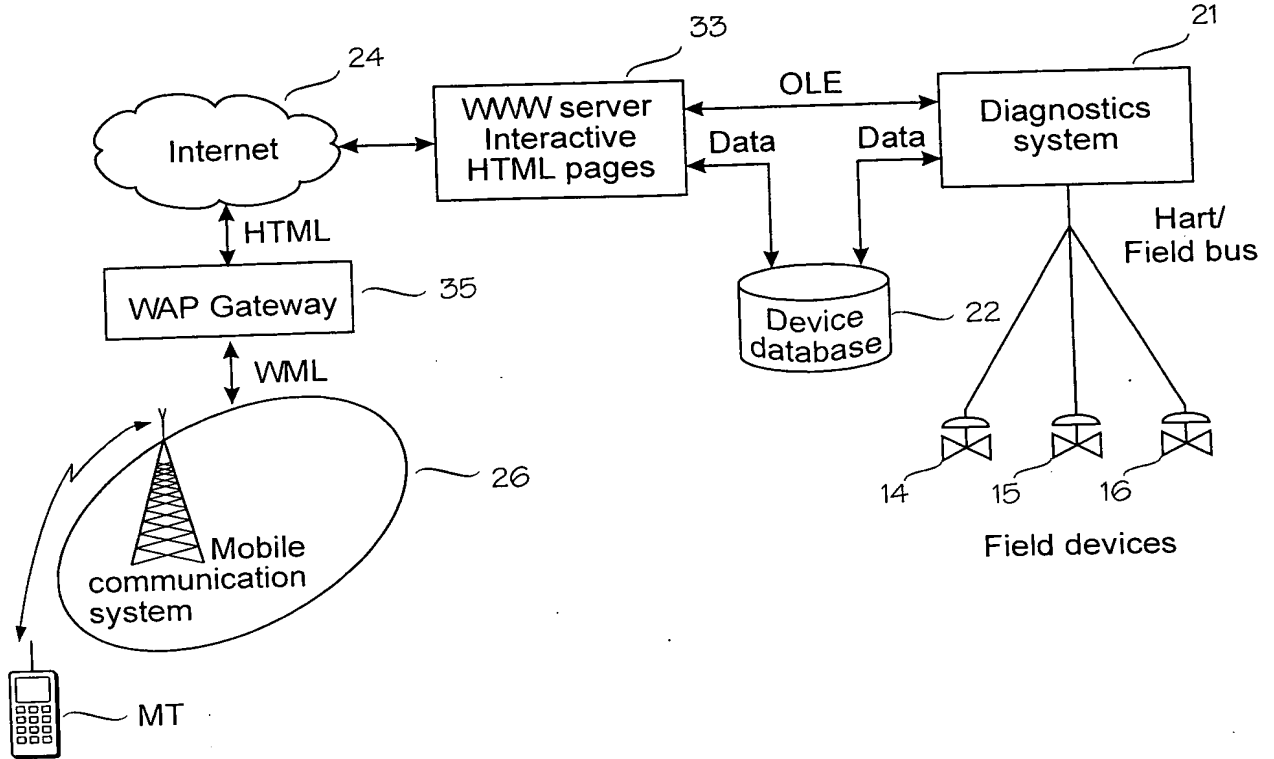 24
33
21
Internet
WWW server
Interactive
HTML pages
OLE
Data
Data
Diagnostics
system
HTML
Hart/
Field bus
WAP Gateway
35
Device
database
22
WML
26
14
15
16
Mobile
communication
system
Field devices
MT